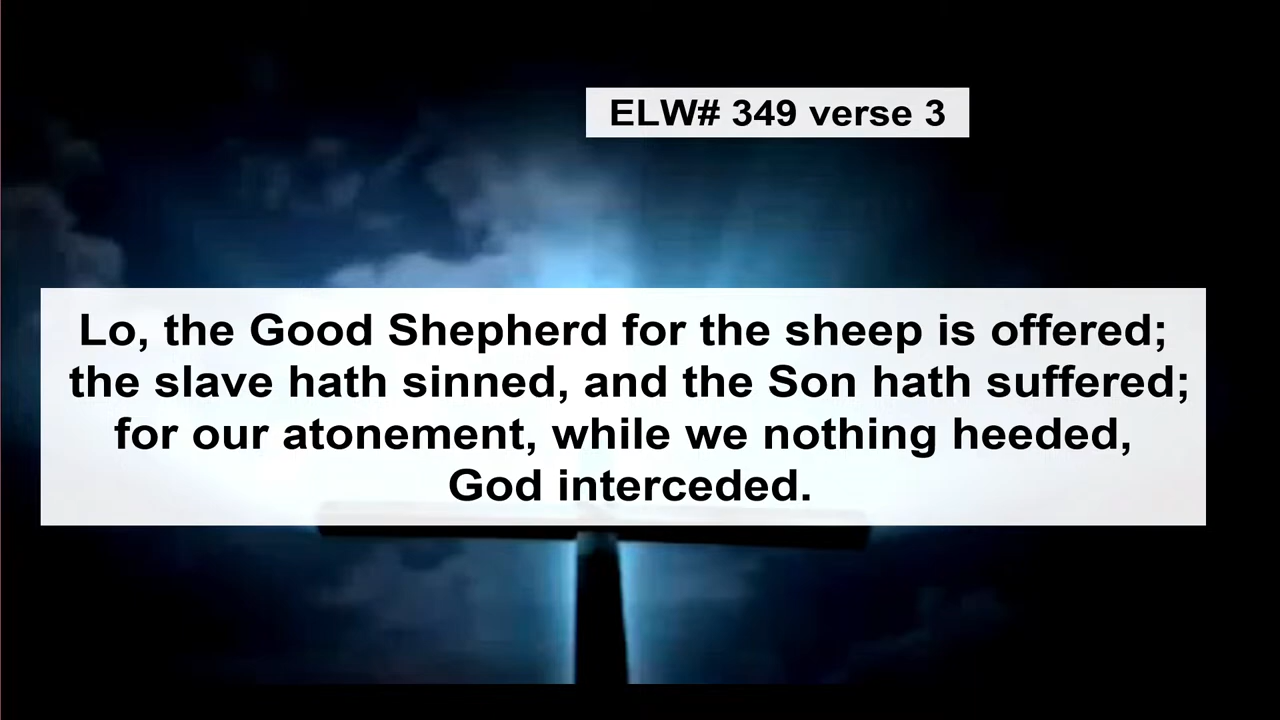 ELW# 349 verse 3
Lo, the Good Shepherd for the sheep is offered;
the slave hath sinned, and the Son hath suffered;
for our atonement, while we nothing heeded,
God interceded.